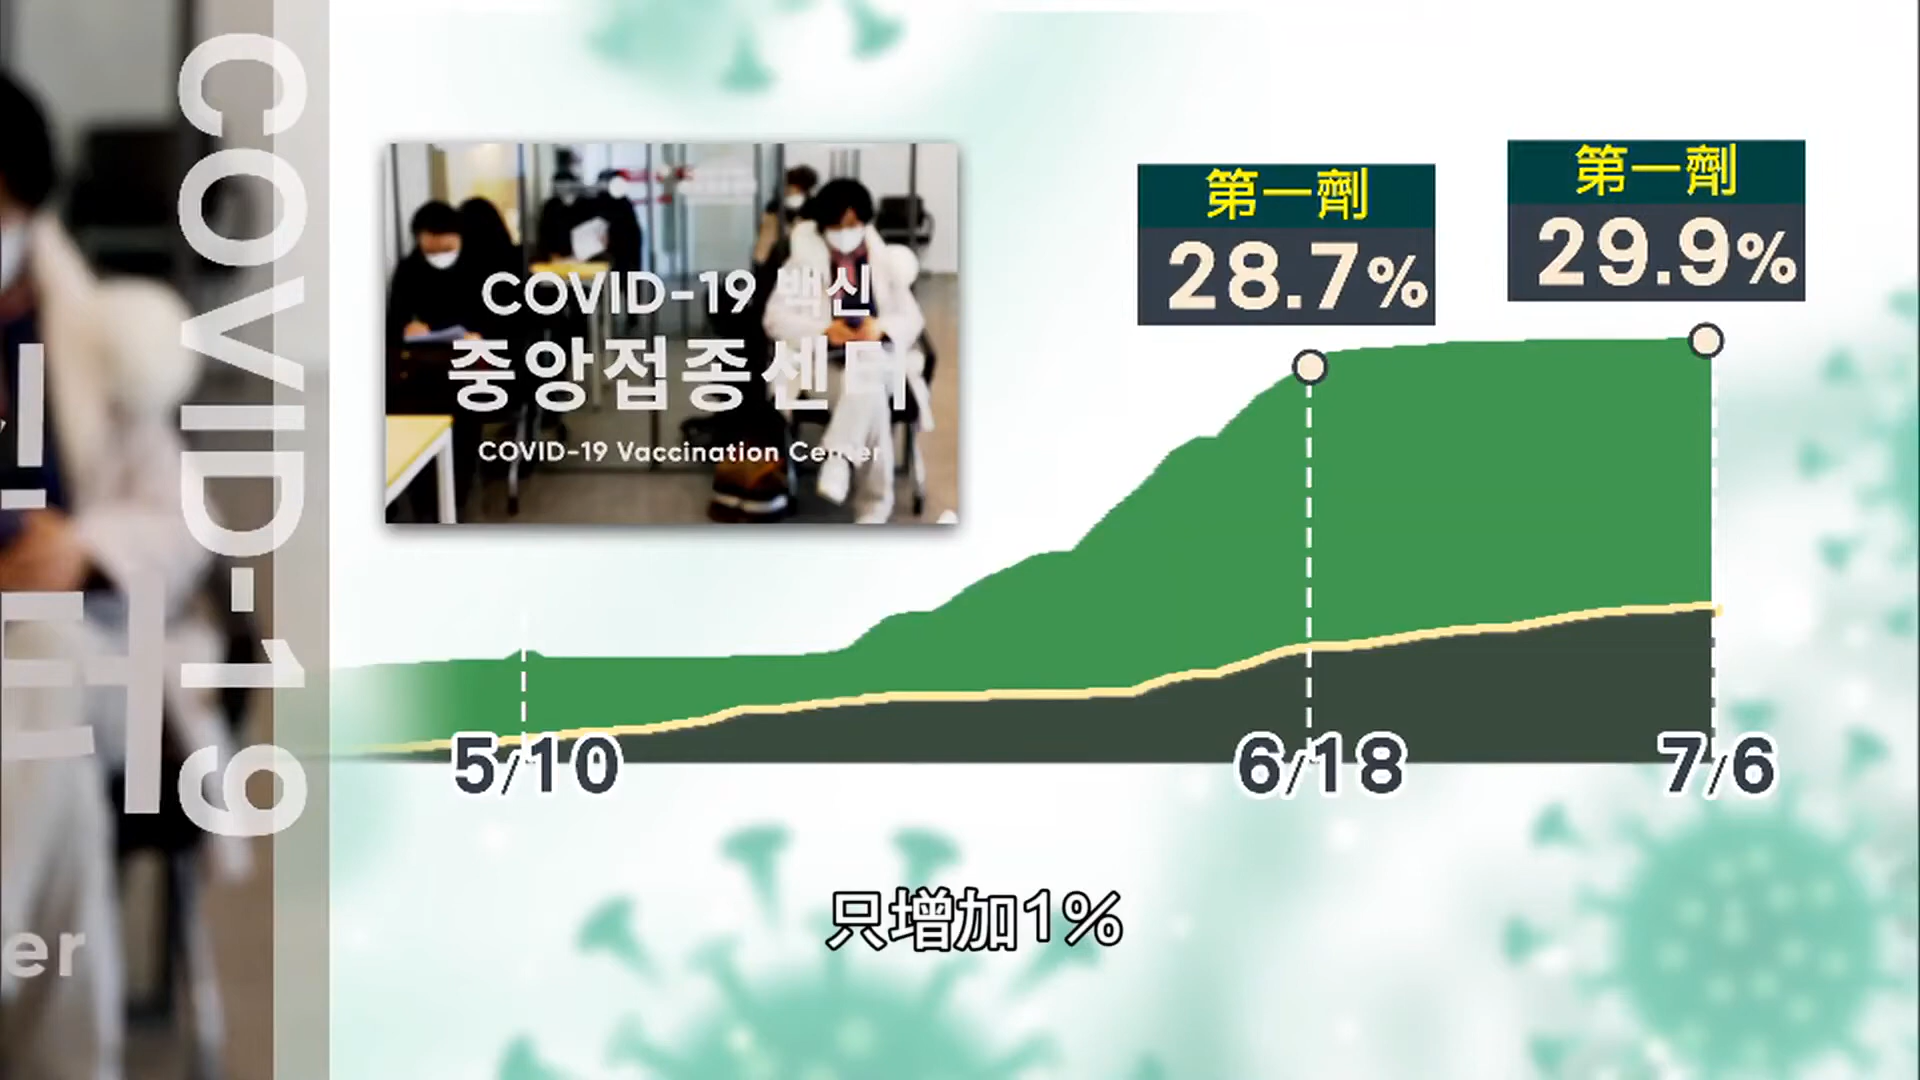 COVID-19
COVID-19 백신
중앙접종센터
COVID-19 Vaccination Center
第一劑
28.7%
第一劑
29.9%
5/10
6/18
7/6
只增加1%
er